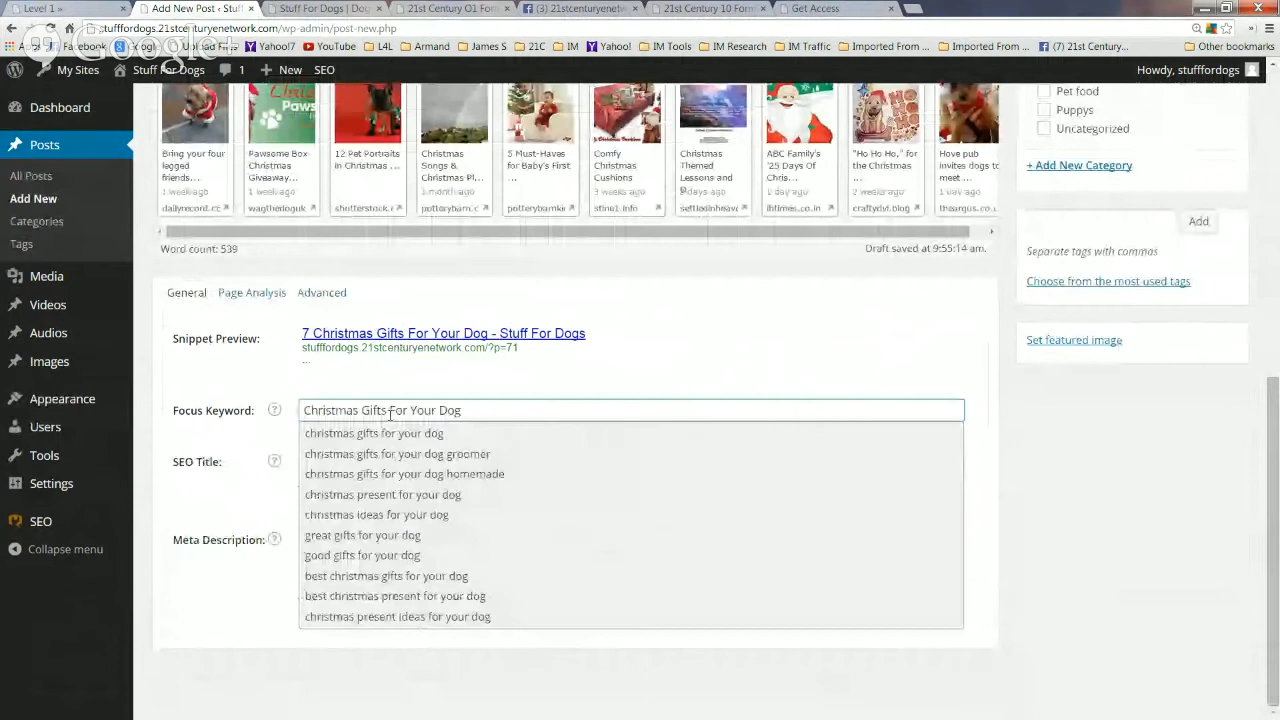 Level 1 »
Add New Post ‹ Stuff
Stuff For Dogs | Dog
21st Century O1 Form
(3) 21stcenturynetw
21st Century 10 Form
Get Access
stuffordogs.21stcenturyenetwork.com/wp-admin/post-new.php
Google+
Apps
Facebook
Google
Upload Files
Yahoo!7
YouTube
L4L
Armand
James S
21C
IM
Yahoo!
IM Tools
IM Research
IM Traffic
Imported From ...
Imported From ...
(7) 21st Century...
Other bookmarks
My Sites
Stuff For Dogs
1
New
SEO
Howdy, stufffordogs
Dashboard
Posts
All Posts
Add New
Categories
Tags
Media
Videos
Audios
Images
Appearance
Users
Tools
Settings
SEO
Collapse menu
Bring your four
legged
friends...
1 week ago
dailyrecord.cc
Pawsome Box
Christmas
Giveaway...
wagthedoguk
12 Pet Portraits
in Christmas ...
shutterstock.c
Christmas
Songs &
Christmas Pl...
1 month ago
potterybarn.c
5 Must-Haves
for Baby's First
...
potterybarnki
Comfy
Christmas
Cushions
3 weeks ago
stine1.info
Christmas
Themed
Lessons and
days ago
settledinheave
ABC Family's
'25 Days Of
Chris...
1 day ago
ibtimes.co.in
"Ho Ho Ho," for
the Christmas
...
2 weeks ago
craftydvl.blog
Hove pub
invites dogs to
meet ...
1 day ago
theargus.co.uk
Word count: 539
Draft saved at 9:55:14 am.
General
Page Analysis
Advanced
Snippet Preview:
7 Christmas Gifts For Your Dog - Stuff For Dogs
stufffordogs.21stcenturyenetwork.com/?p=71
...
Focus Keyword:
Christmas Gifts For Your Dog
christmas gifts for your dog
christmas gifts for your dog groomer
christmas gifts for your dog homemade
christmas present for your dog
christmas ideas for your dog
great gifts for your dog
good gifts for your dog
best christmas gifts for your dog
best christmas present for your dog
christmas present ideas for your dog
SEO Title:
Meta Description:
Pet food
Puppys
Uncategorized
+ Add New Category
Add
Separate tags with commas
Choose from the most used tags
Set featured image